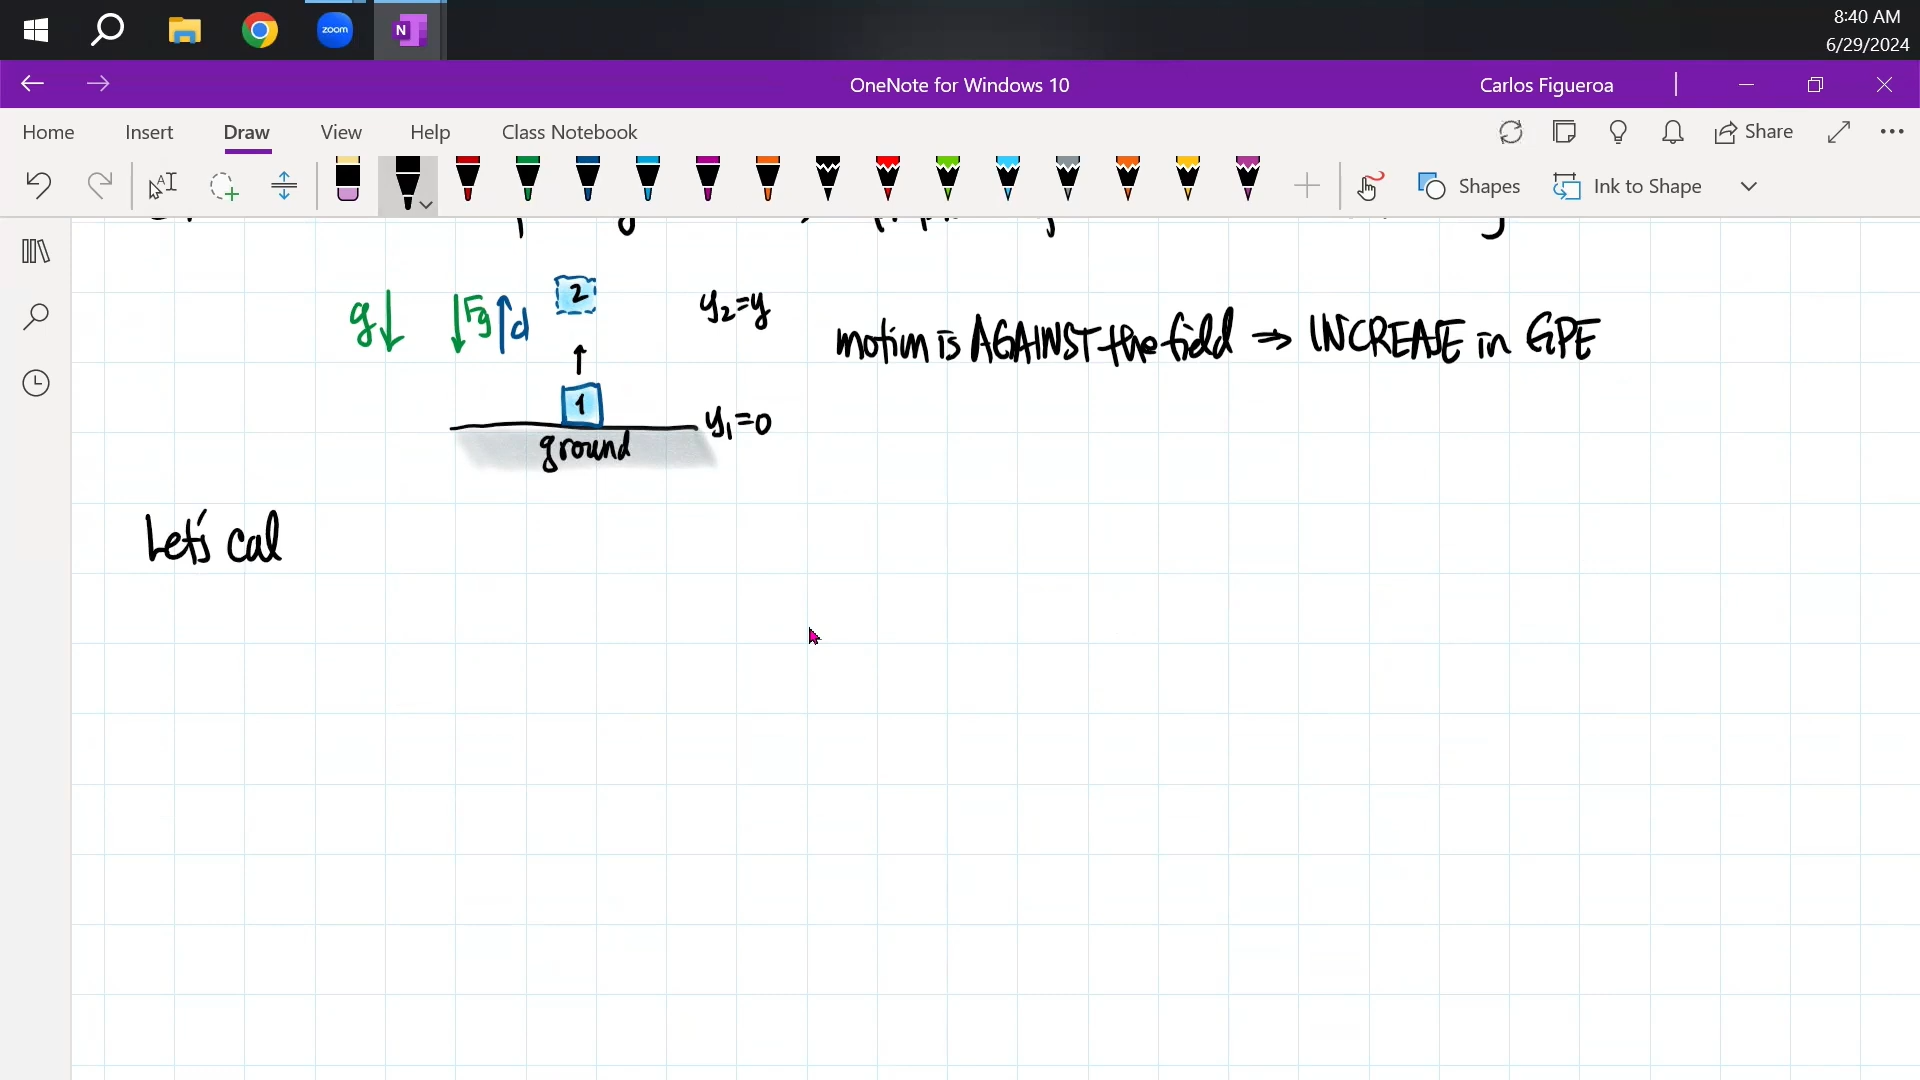 8:40 AM
6/29/2024
zoom
N
OneNote for Windows 10
Carlos Figueroa
Home Insert Draw View Help Class Notebook
Share
Shapes
Ink to Shape
g↓ ↓Fg ↑d
2
y₂=y
motion is AGAINST the field ⇒ INCREASE in GPE
1
y₁=0
ground
Let's cal